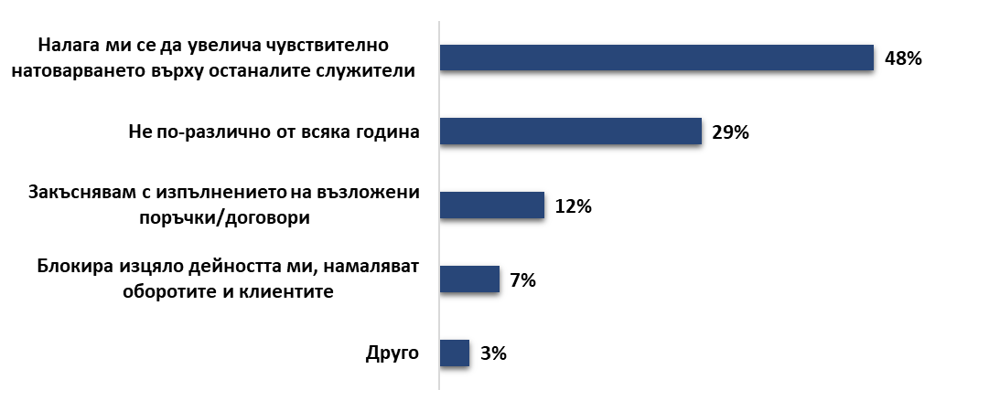 Налага ми се да увелича чувствително
натоварването върху останалите служители
48%
Не по-различно от всяка година
29%
Закъснявам с изпълнението на възложени
поръчки/договори
12%
Блокира изцяло дейността ми, намаляват
оборотите и клиентите
7%
Друго
3%